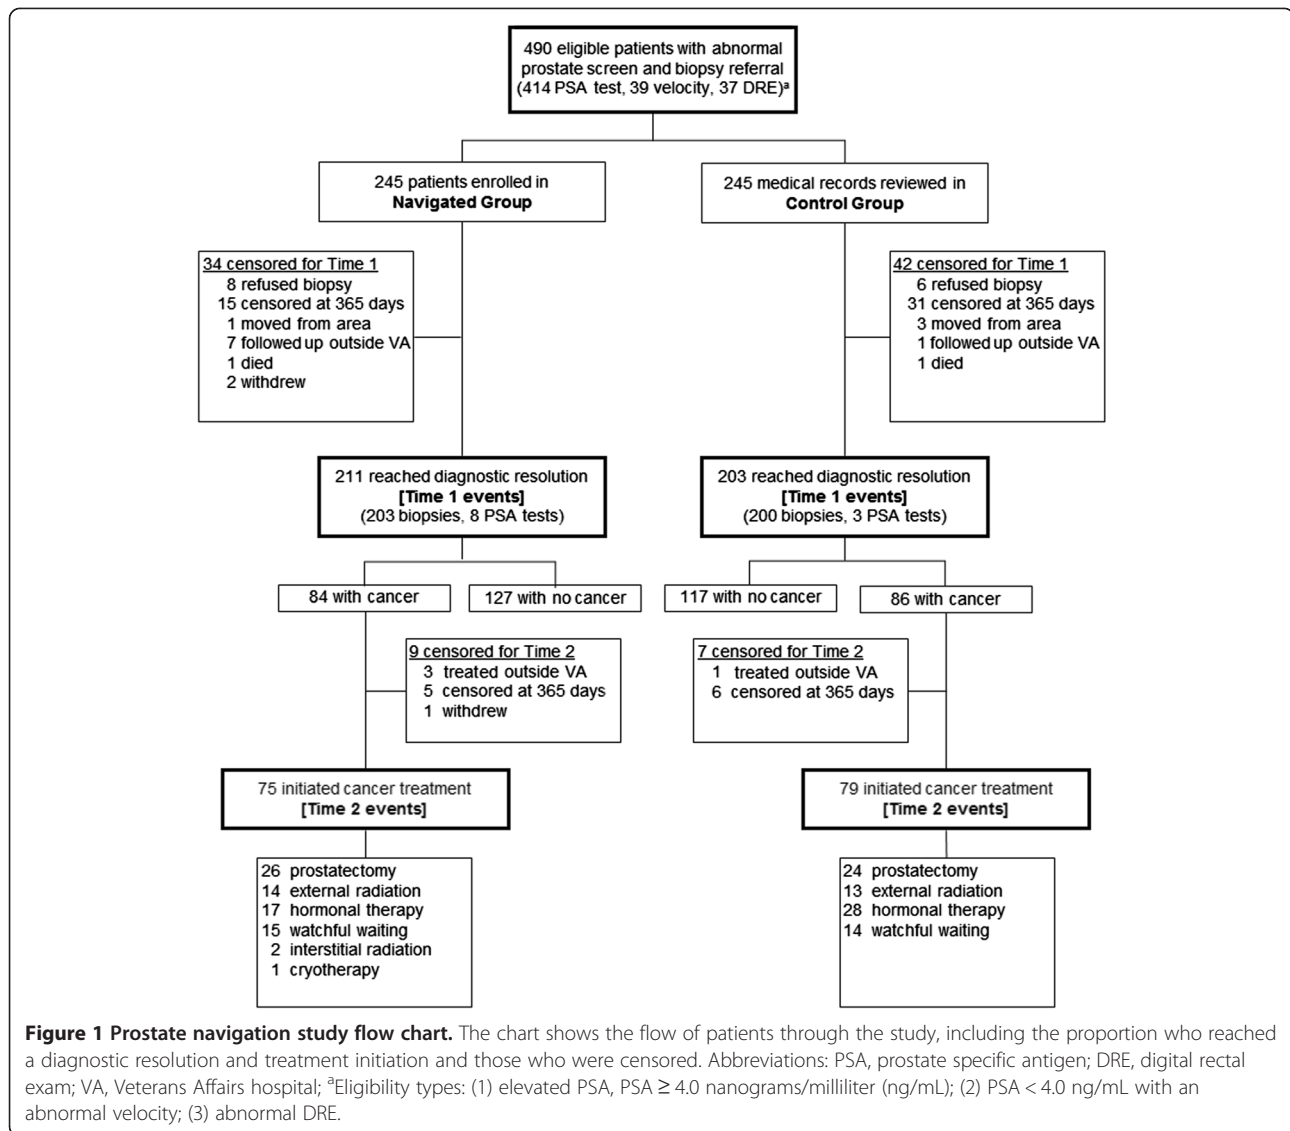 490 eligible patients with abnormal
prostate screen and biopsy referral
(414 PSA test, 39 velocity, 37 DRE)a
245 patients enrolled in
Navigated Group
245 medical records reviewed in
Control Group
34 censored for Time 1
8 refused biopsy
15 censored at 365 days
1 moved from area
7 followed up outside VA
1 died
2 withdrew
42 censored for Time 1
6 refused biopsy
31 censored at 365 days
3 moved from area
1 followed up outside VA
1 died
211 reached diagnostic resolution
[Time 1 events]
(203 biopsies, 8 PSA tests)
203 reached diagnostic resolution
[Time 1 events]
(200 biopsies, 3 PSA tests)
84 with cancer
127 with no cancer
117 with no cancer
86 with cancer
9 censored for Time 2
3 treated outside VA
5 censored at 365 days
1 withdrew
7 censored for Time 2
1 treated outside VA
6 censored at 365 days
75 initiated cancer treatment
[Time 2 events]
79 initiated cancer treatment
[Time 2 events]
26 prostatectomy
14 external radiation
17 hormonal therapy
15 watchful waiting
2 interstitial radiation
1 cryotherapy
24 prostatectomy
13 external radiation
28 hormonal therapy
14 watchful waiting
Figure 1 Prostate navigation study flow chart. The chart shows the flow of patients through the study, including the proportion who reached
a diagnostic resolution and treatment initiation and those who were censored. Abbreviations: PSA, prostate specific antigen; DRE, digital rectal
exam; VA, Veterans Affairs hospital; aEligibility types: (1) elevated PSA, PSA ≥ 4.0 nanograms/milliliter (ng/mL); (2) PSA < 4.0 ng/mL with an
abnormal velocity; (3) abnormal DRE.